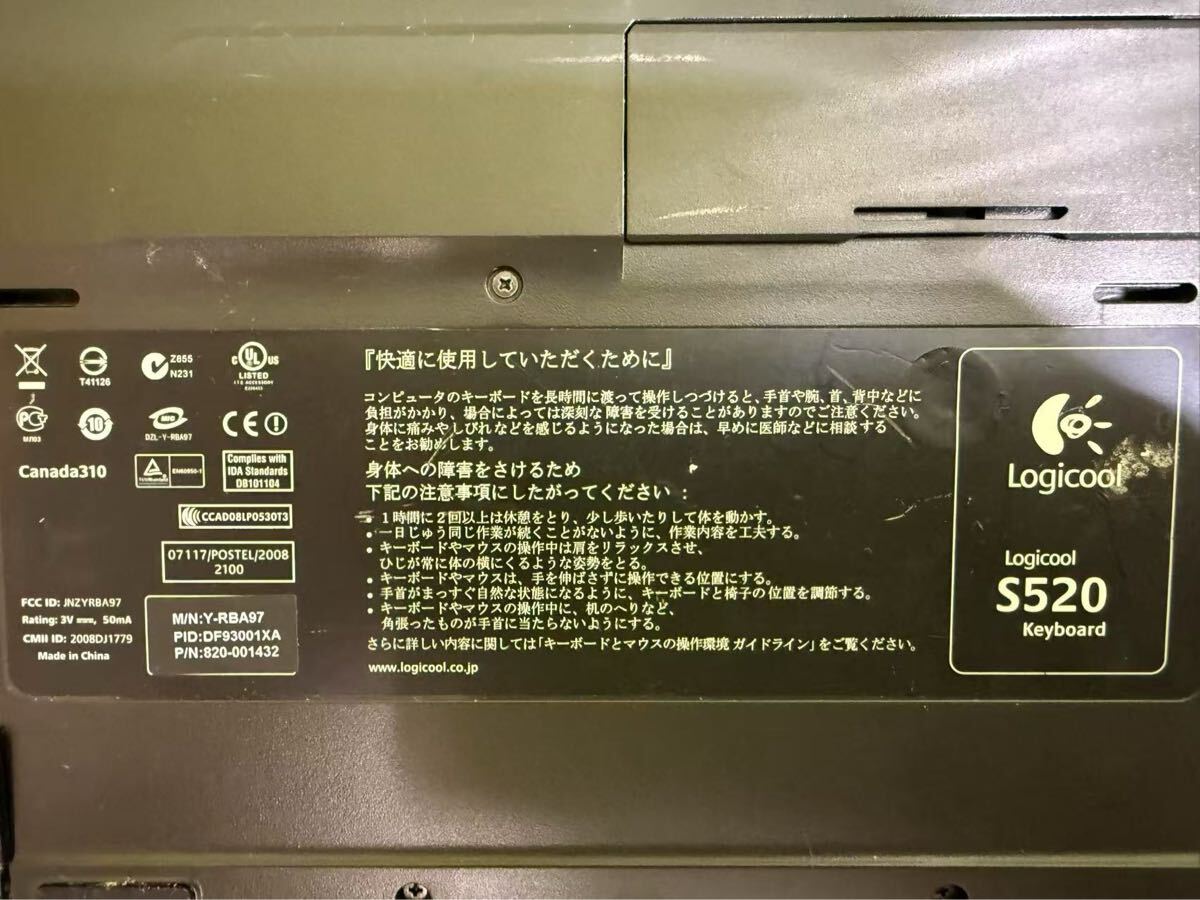 T41126
Z655
N231
C UL US
LISTED
I.T.E. ACCESSORY
MJ103
10
DZL-Y-RBA97
CE
Canada310
EN60950-1
Complies with
IDA Standards
DB101104
CCAD08LP0530T3
07117/POSTEL/2008
2100
FCC ID: JNZYRBA97
Rating: 3V, 50mA
CMII ID: 2008DJ1779
Made in China
M/N:Y-RBA97
PID:DF93001XA
P/N:820-001432
『快適に使用していただくために』
コンピュータのキーボードを長時間に渡って操作しつづけると、手首や腕、首、背中などに
負担がかかり、場合によっては深刻な障害を受けることがありますのでご注意ください。
身体に痛みやしびれなどを感じるようになった場合は、早めに医師などに相談する
ことをお勧めします。
身体への障害をさけるため
下記の注意事項にしたがってください：
• 1時間に2回以上は休憩をとり、少し歩いたりして体を動かす。
• 一日じゅう同じ作業が続くことがないように、作業内容を工夫する。
• キーボードやマウスの操作中は肩をリラックスさせ、
ひじが常に体の横にくるような姿勢をとる。
• キーボードやマウスは、手を伸ばさずに操作できる位置にする。
• 手首がまっすぐ自然な状態になるように、キーボードと椅子の位置を調節する。
• キーボードやマウスの操作中に、机のへりなど、
角張ったものが手首に当たらないようにする。
さらに詳しい内容に関しては「キーボードとマウスの操作環境 ガイドライン」をご覧ください。
www.logicool.co.jp
Logicool
Logicool
S520
Keyboard